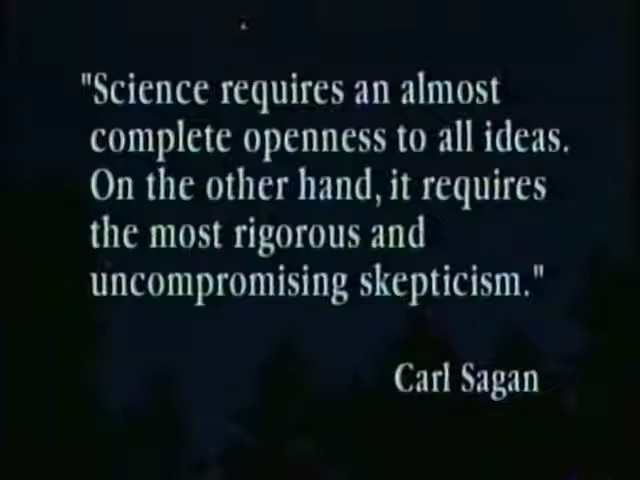 "Science requires an almost
complete openness to all ideas.
On the other hand, it requires
the most rigorous and
uncompromising skepticism."
Carl Sagan